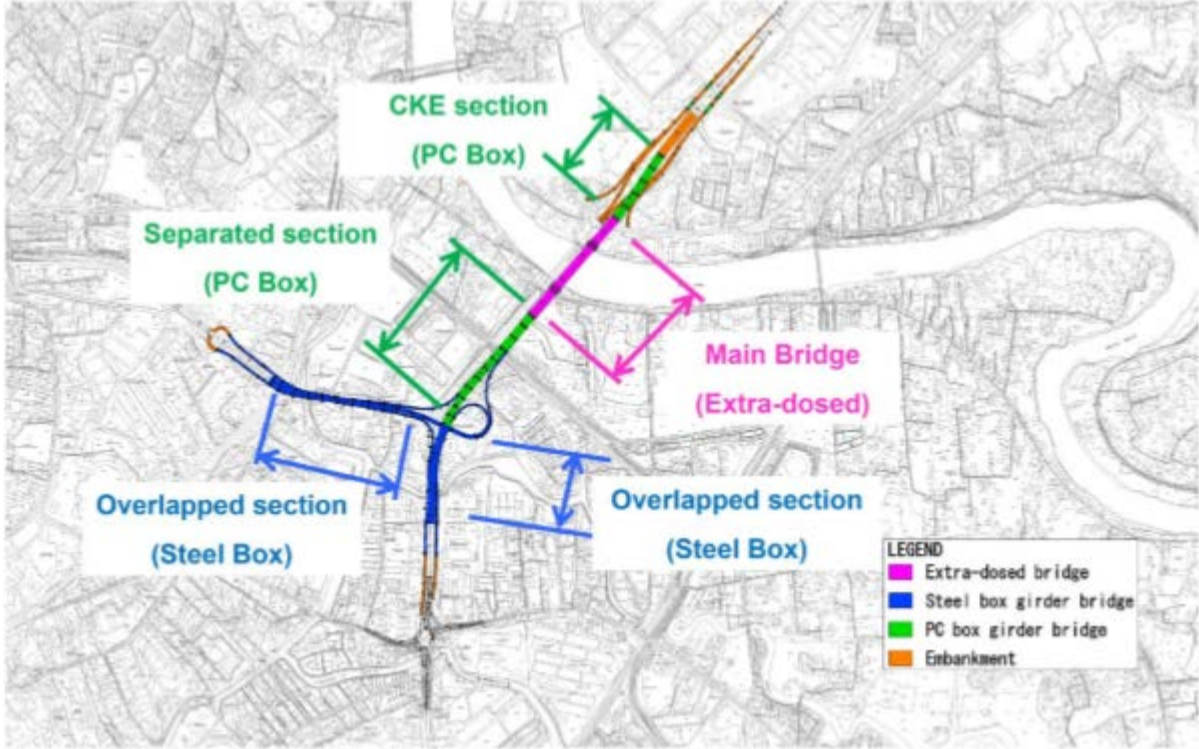 CKE section
(PC Box)
Separated section
(PC Box)
Main Bridge
(Extra-dosed)
Overlapped section
(Steel Box)
Overlapped section
(Steel Box)
LEGEND
Extra-dosed bridge
Steel box girder bridge
PC box girder bridge
Embankment